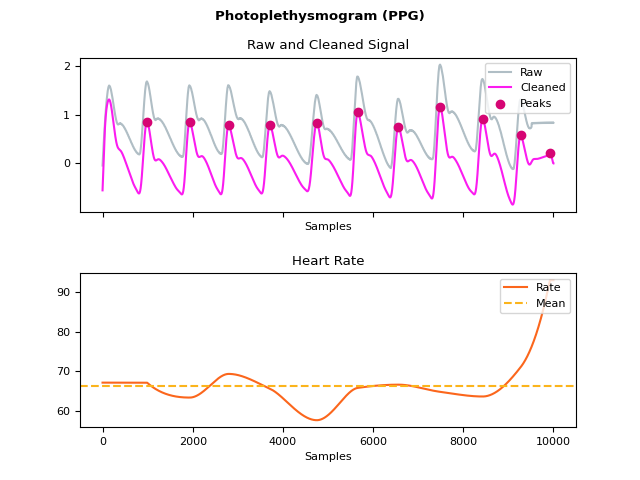 Photoplethysmogram (PPG)
Raw and Cleaned Signal
2
1
0
Raw
Cleaned
Peaks
Samples
Heart Rate
90
80
70
60
Rate
Mean
0 2000 4000 6000 8000 10000
Samples